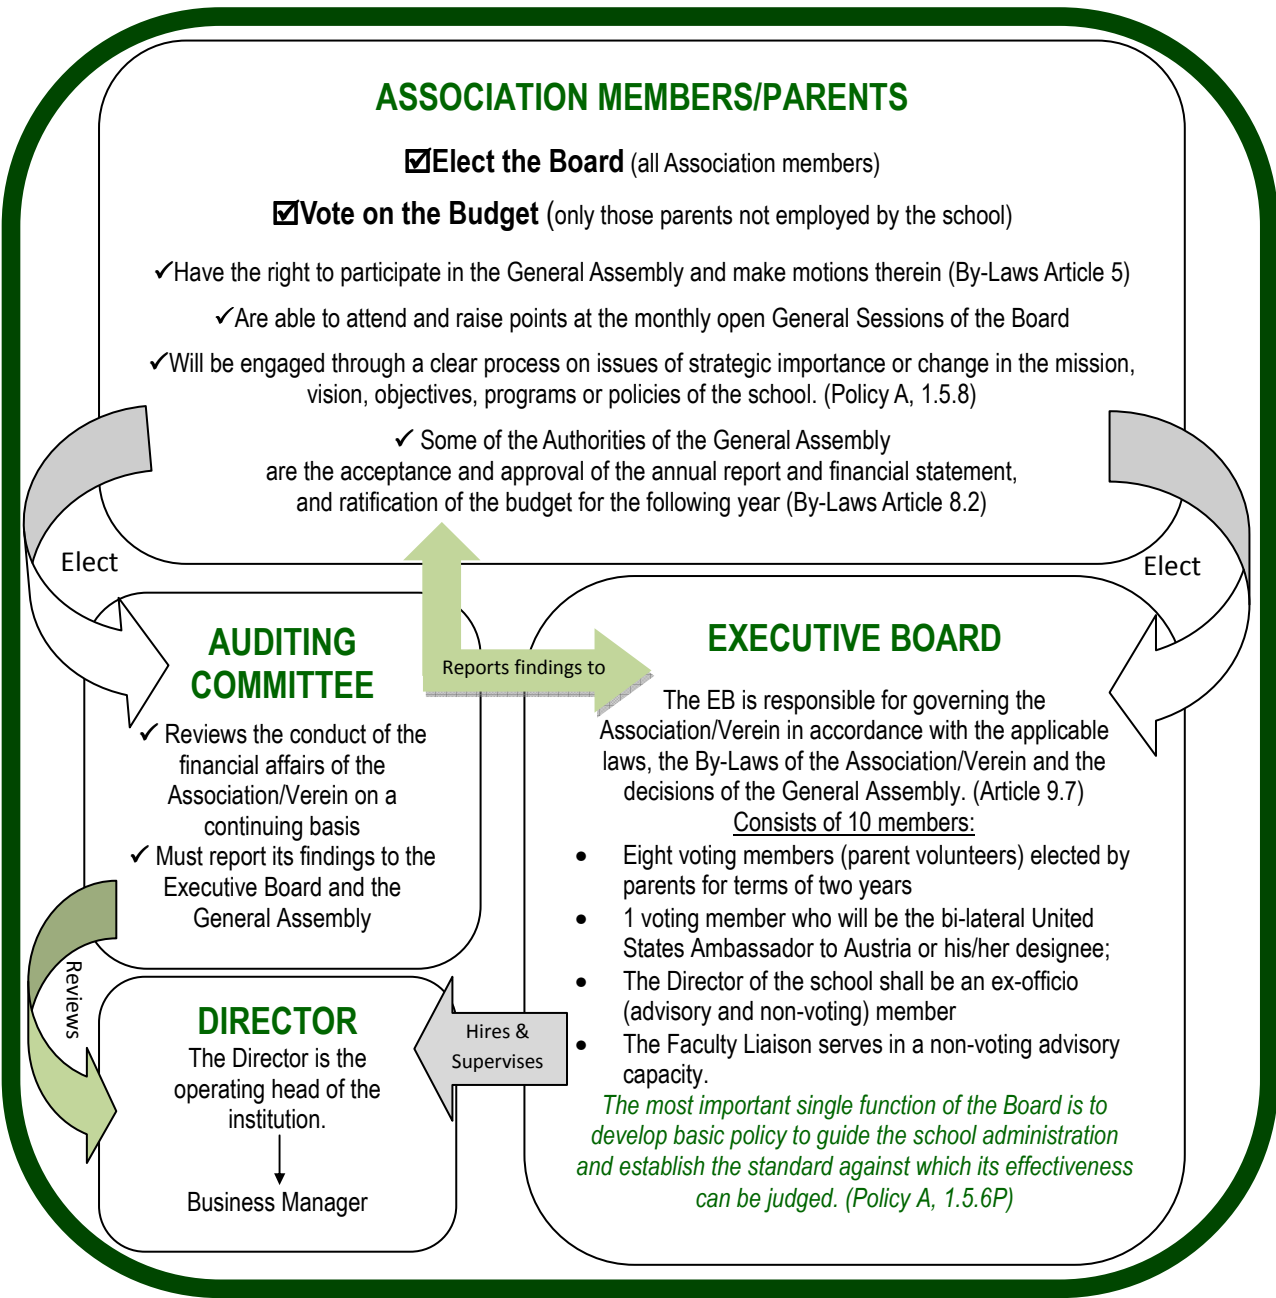 ASSOCIATION MEMBERS/PARENTS
☑Elect the Board (all Association members)
☑Vote on the Budget (only those parents not employed by the school)
✓Have the right to participate in the General Assembly and make motions therein (By-Laws Article 5)
✓Are able to attend and raise points at the monthly open General Sessions of the Board
✓Will be engaged through a clear process on issues of strategic importance or change in the mission,
vision, objectives, programs or policies of the school. (Policy A, 1.5.8)
✓ Some of the Authorities of the General Assembly
are the acceptance and approval of the annual report and financial statement,
and ratification of the budget for the following year (By-Laws Article 8.2)
Elect
Elect
Reports findings to
AUDITING
COMMITTEE
✓ Reviews the conduct of the
financial affairs of the
Association/Verein on a
continuing basis
✓ Must report its findings to the
Executive Board and the
General Assembly
EXECUTIVE BOARD
The EB is responsible for governing the
Association/Verein in accordance with the applicable
laws, the By-Laws of the Association/Verein and the
decisions of the General Assembly. (Article 9.7)
Consists of 10 members:
• Eight voting members (parent volunteers) elected by
parents for terms of two years
• 1 voting member who will be the bi-lateral United
States Ambassador to Austria or his/her designee;
• The Director of the school shall be an ex-officio
(advisory and non-voting) member
• The Faculty Liaison serves in a non-voting advisory
capacity.
The most important single function of the Board is to
develop basic policy to guide the school administration
and establish the standard against which its effectiveness
can be judged. (Policy A, 1.5.6P)
Reviews
Hires &
Supervises
DIRECTOR
The Director is the
operating head of the
institution.
Business Manager